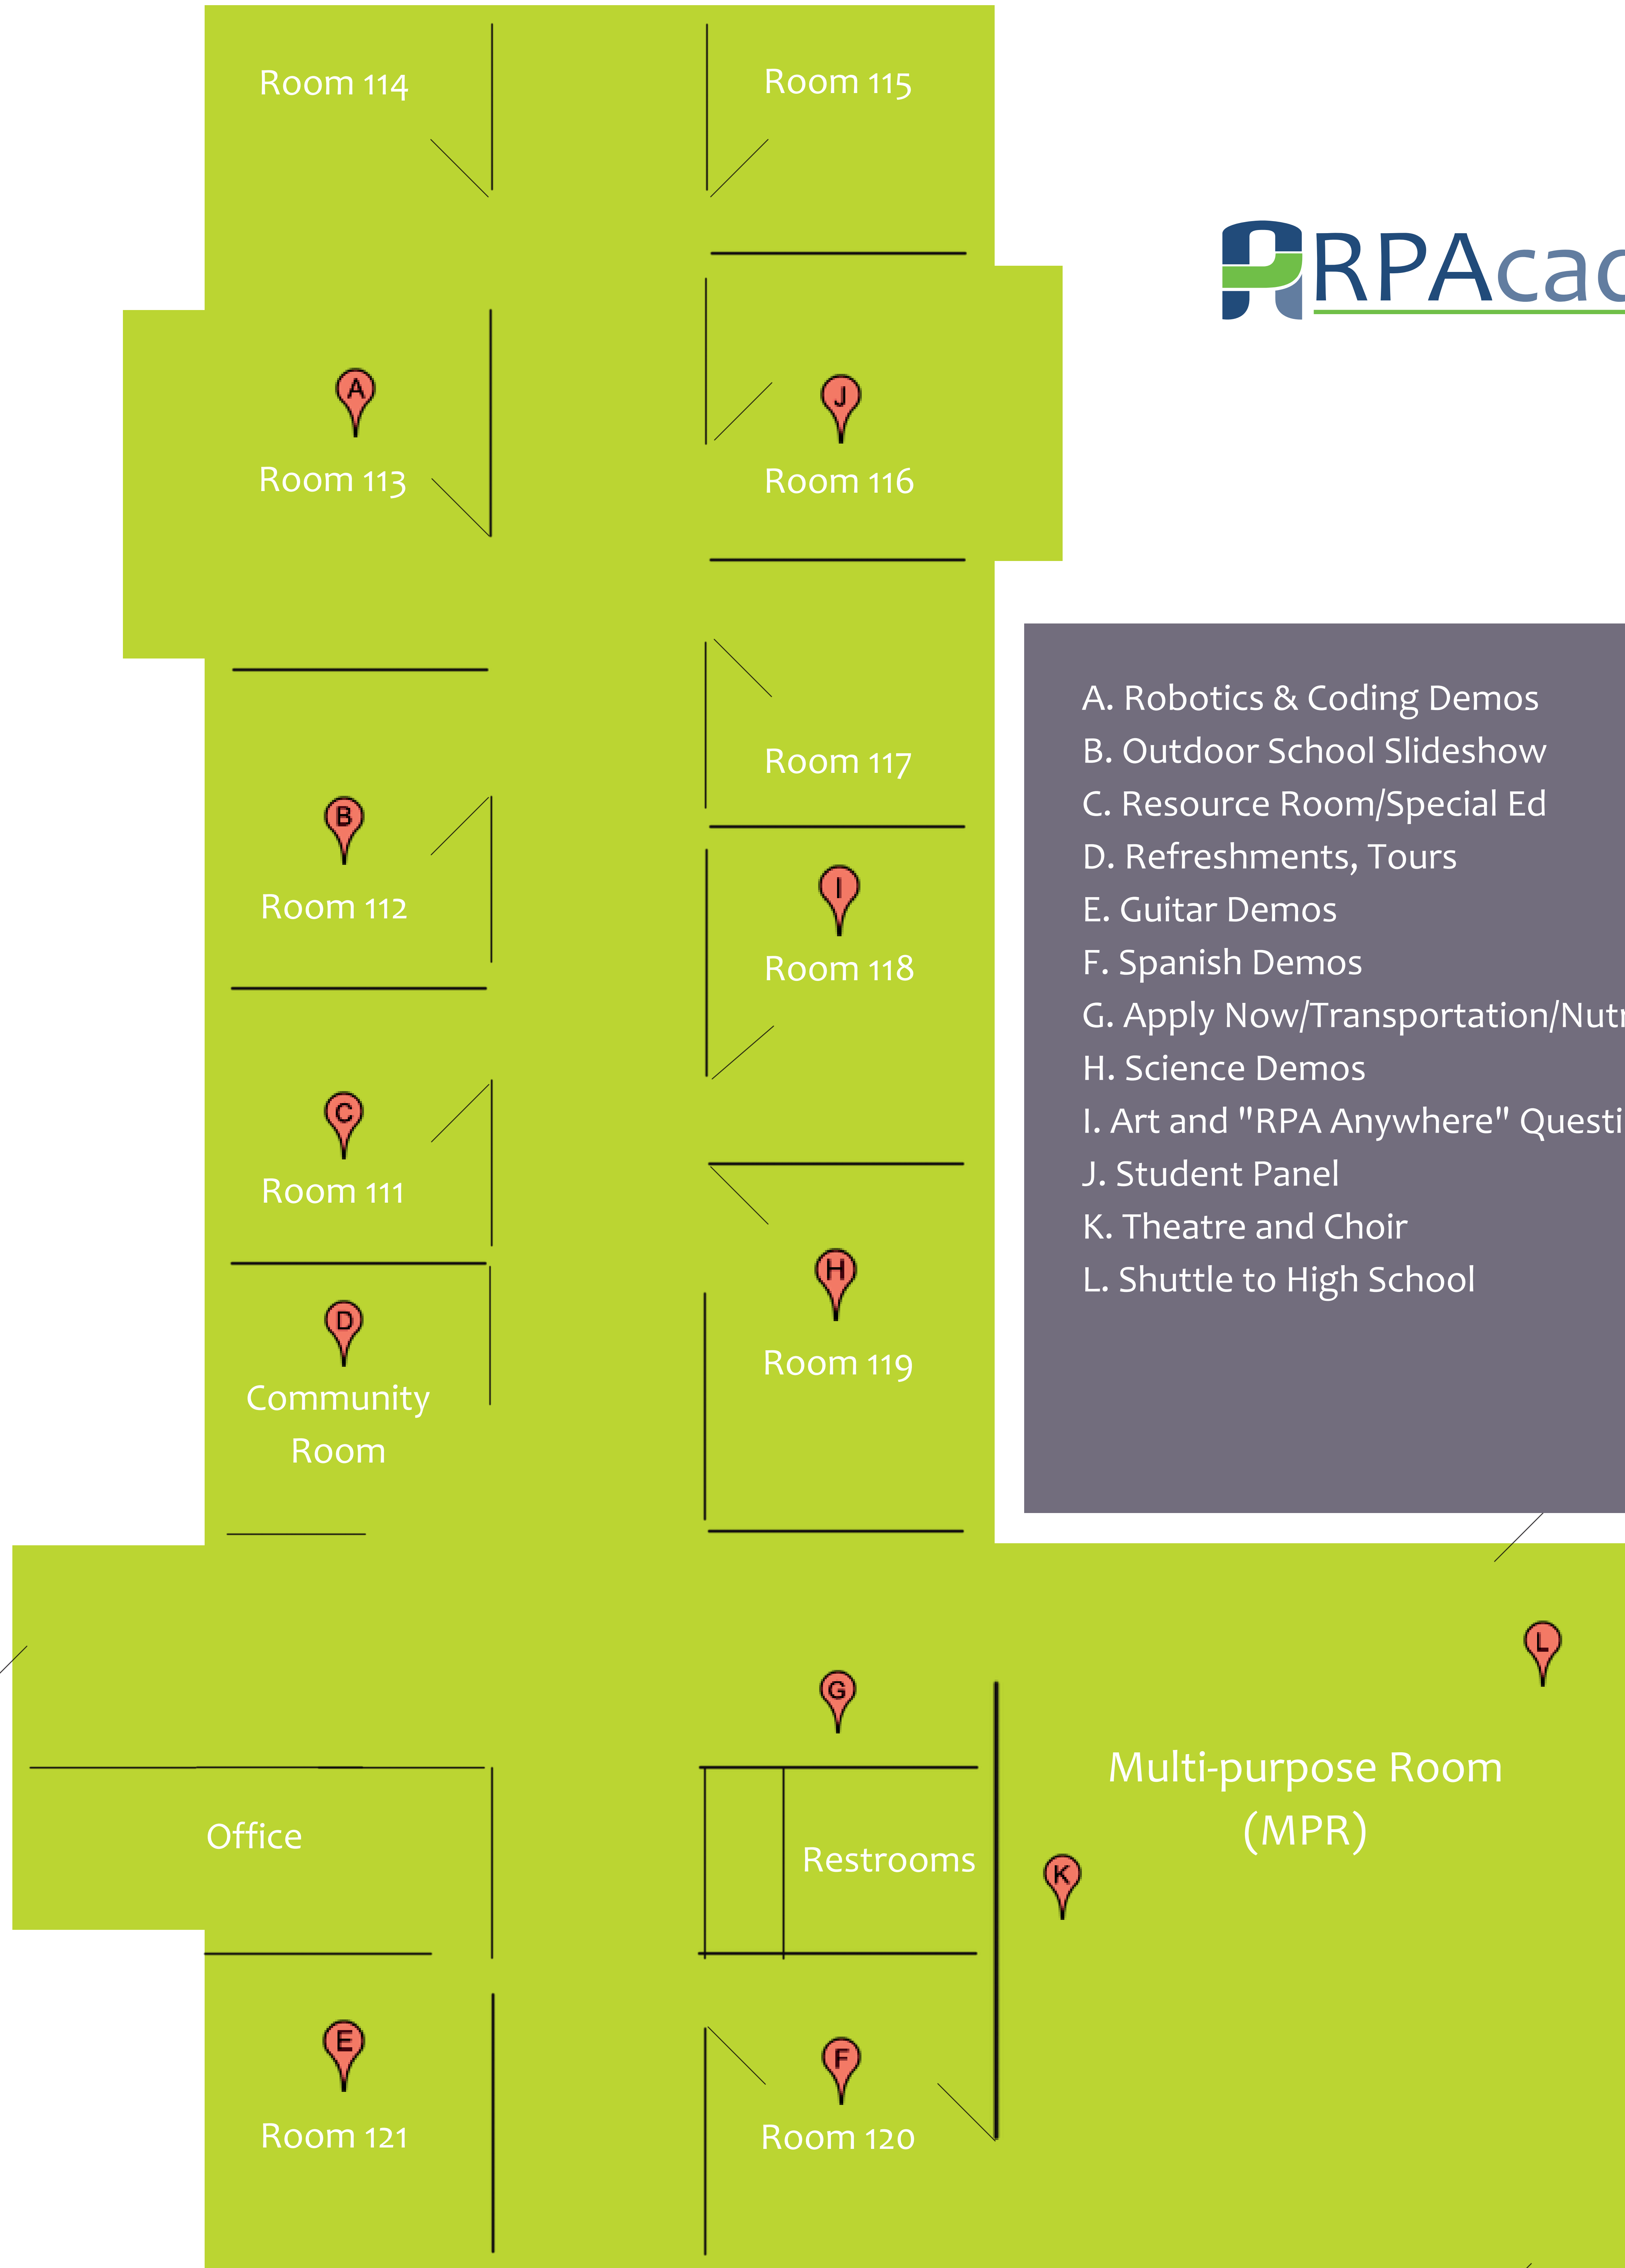 Room 114
Room 115
RPAcad
A
J
Room 113
Room 116
A. Robotics & Coding Demos
B. Outdoor School Slideshow
C. Resource Room/Special Ed
D. Refreshments, Tours
E. Guitar Demos
F. Spanish Demos
G. Apply Now/Transportation/Nutr
H. Science Demos
I. Art and "RPA Anywhere" Questi
J. Student Panel
K. Theatre and Choir
L. Shuttle to High School
Room 117
B
I
Room 112
Room 118
C
Room 111
H
D
Room 119
Community
Room
L
G
Multi-purpose Room
(MPR)
Office
Restrooms
K
E
F
Room 121
Room 120